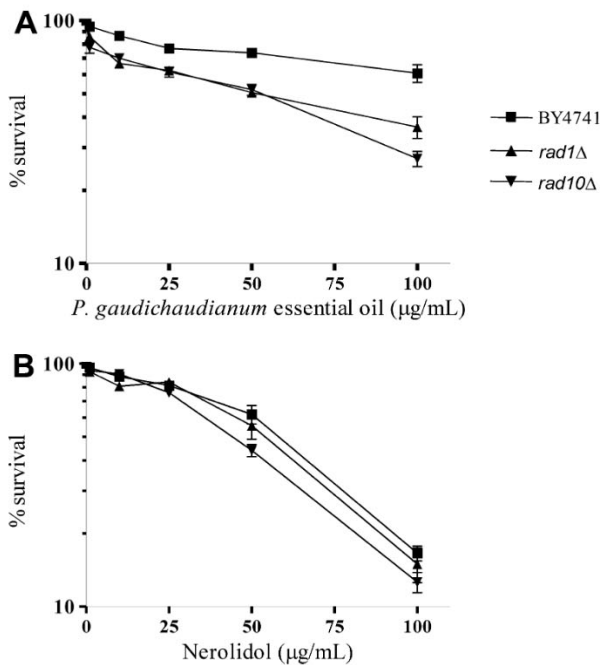 A
100
10
% survival
0 25 50 75 100
P. gaudichaudianum essential oil (µg/mL)
BY4741
rad1Δ
rad10Δ
B
100
10
% survival
0 25 50 75 100
Nerolidol (µg/mL)